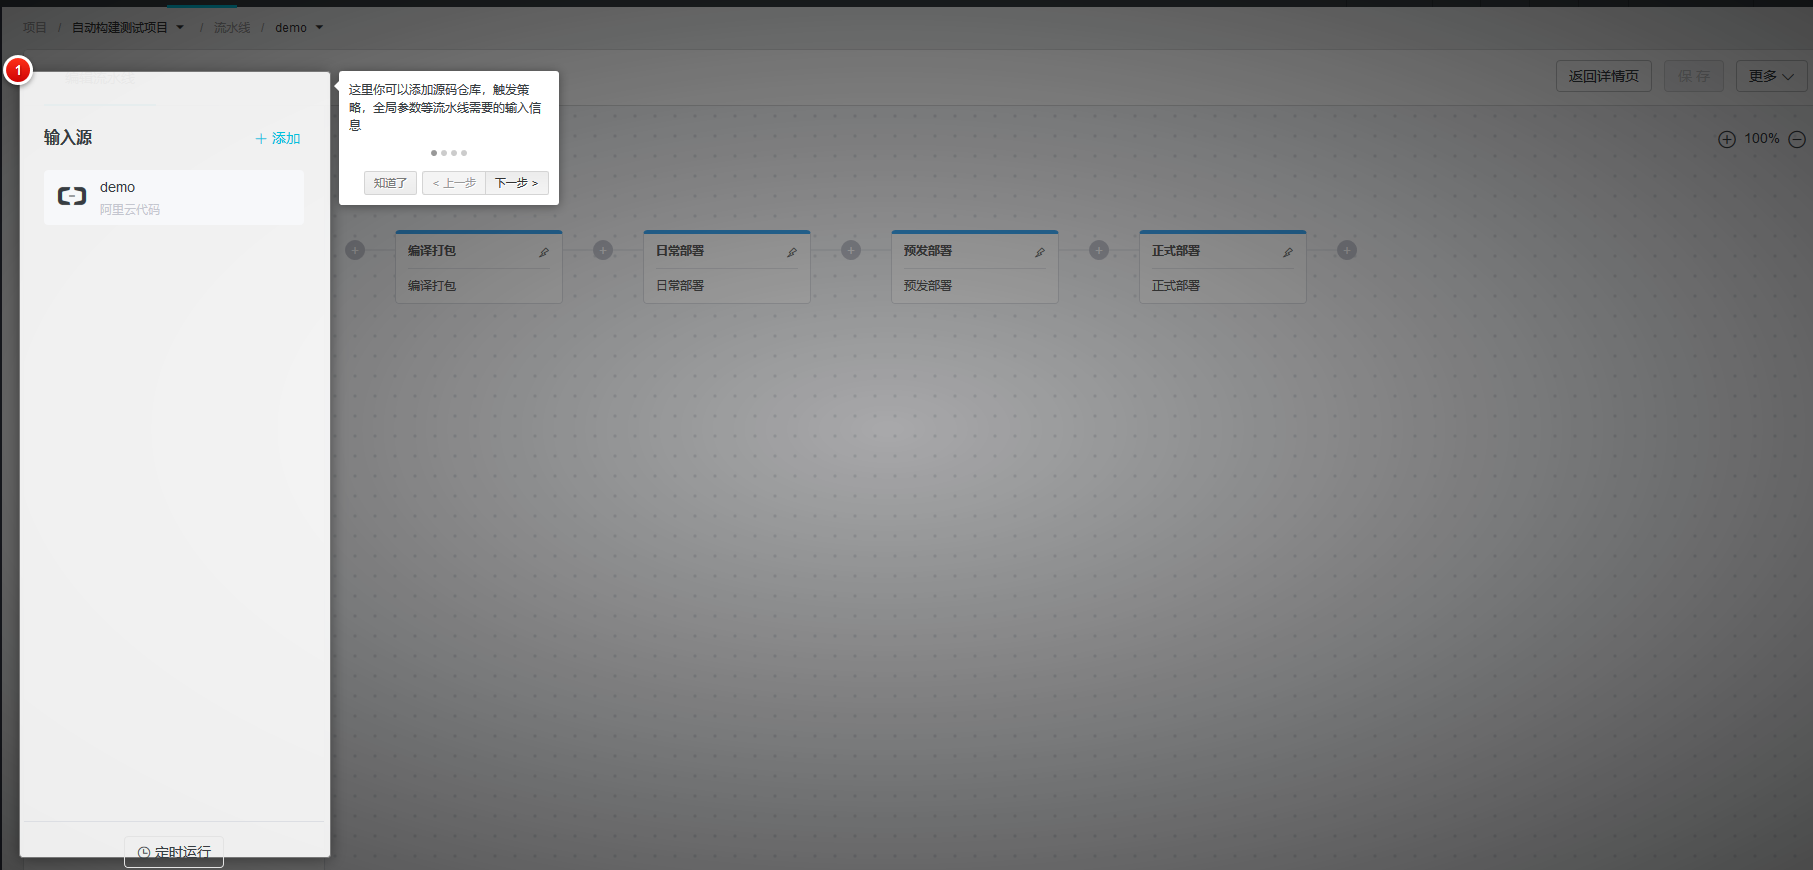 项目 / 自动构建测试项目 / 流水线 / demo
1
返回详情页
保 存
更多
输入源
+ 添加
demo
阿里云代码
这里你可以添加源码仓库，触发策
略，全局参数等流水线需要的输入信
息
知道了
< 上一步
下一步 >
100%
编译打包
编译打包
日常部署
日常部署
预发部署
预发部署
正式部署
正式部署
定时运行